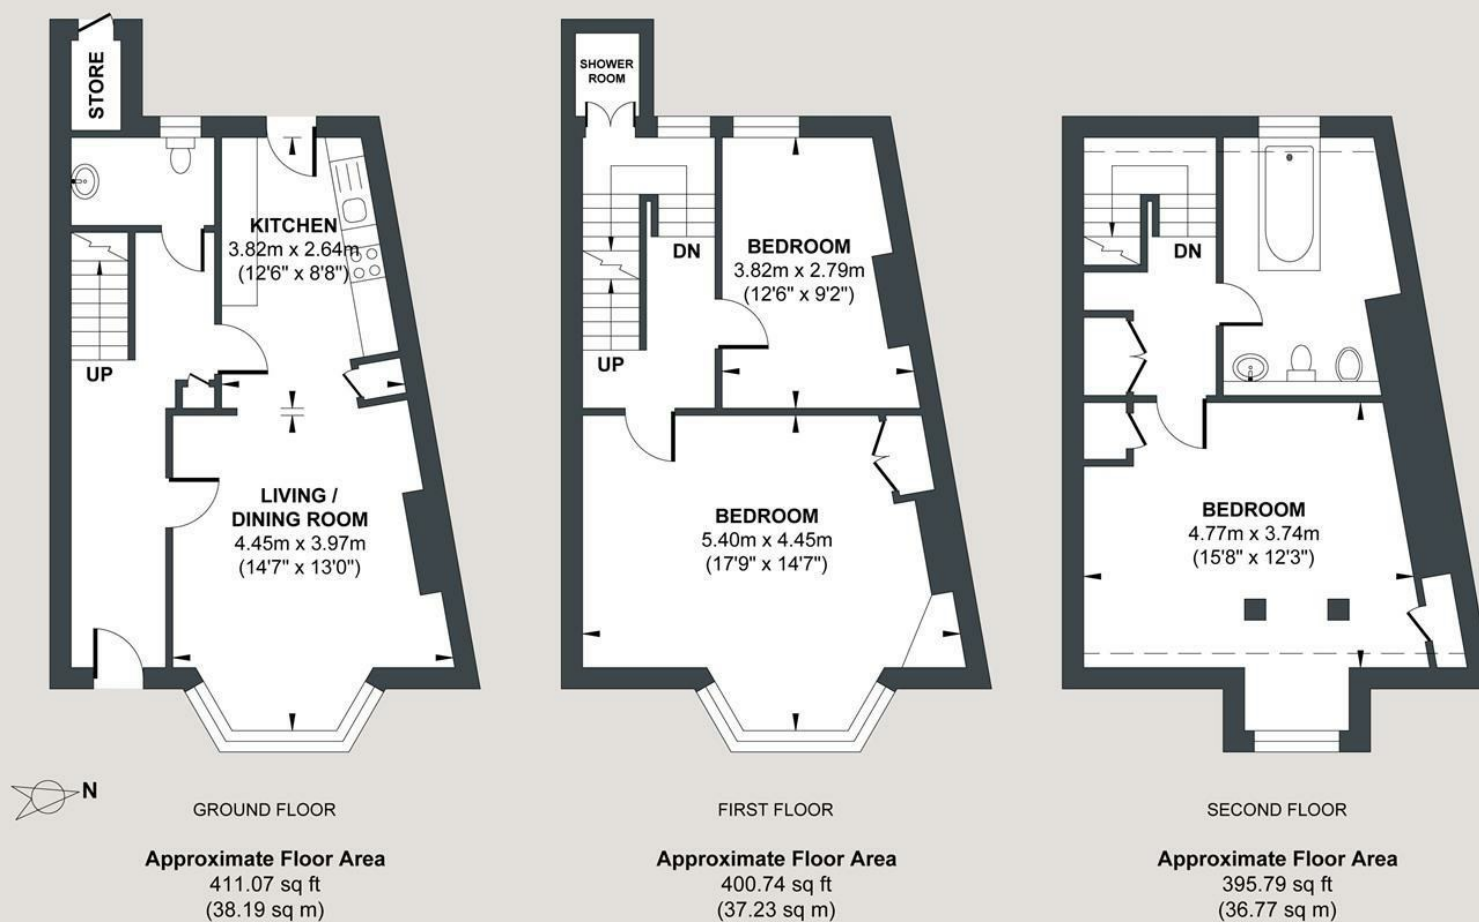 STORE
KITCHEN
3.82m x 2.64m
(12'6" x 8'8")
UP
LIVING /
DINING ROOM
4.45m x 3.97m
(14'7" x 13'0")
N
GROUND FLOOR
Approximate Floor Area
411.07 sq ft
(38.19 sq m)
SHOWER
ROOM
DN
BEDROOM
3.82m x 2.79m
(12'6" x 9'2")
UP
BEDROOM
5.40m x 4.45m
(17'9" x 14'7")
FIRST FLOOR
Approximate Floor Area
400.74 sq ft
(37.23 sq m)
DN
BEDROOM
4.77m x 3.74m
(15'8" x 12'3")
SECOND FLOOR
Approximate Floor Area
395.79 sq ft
(36.77 sq m)